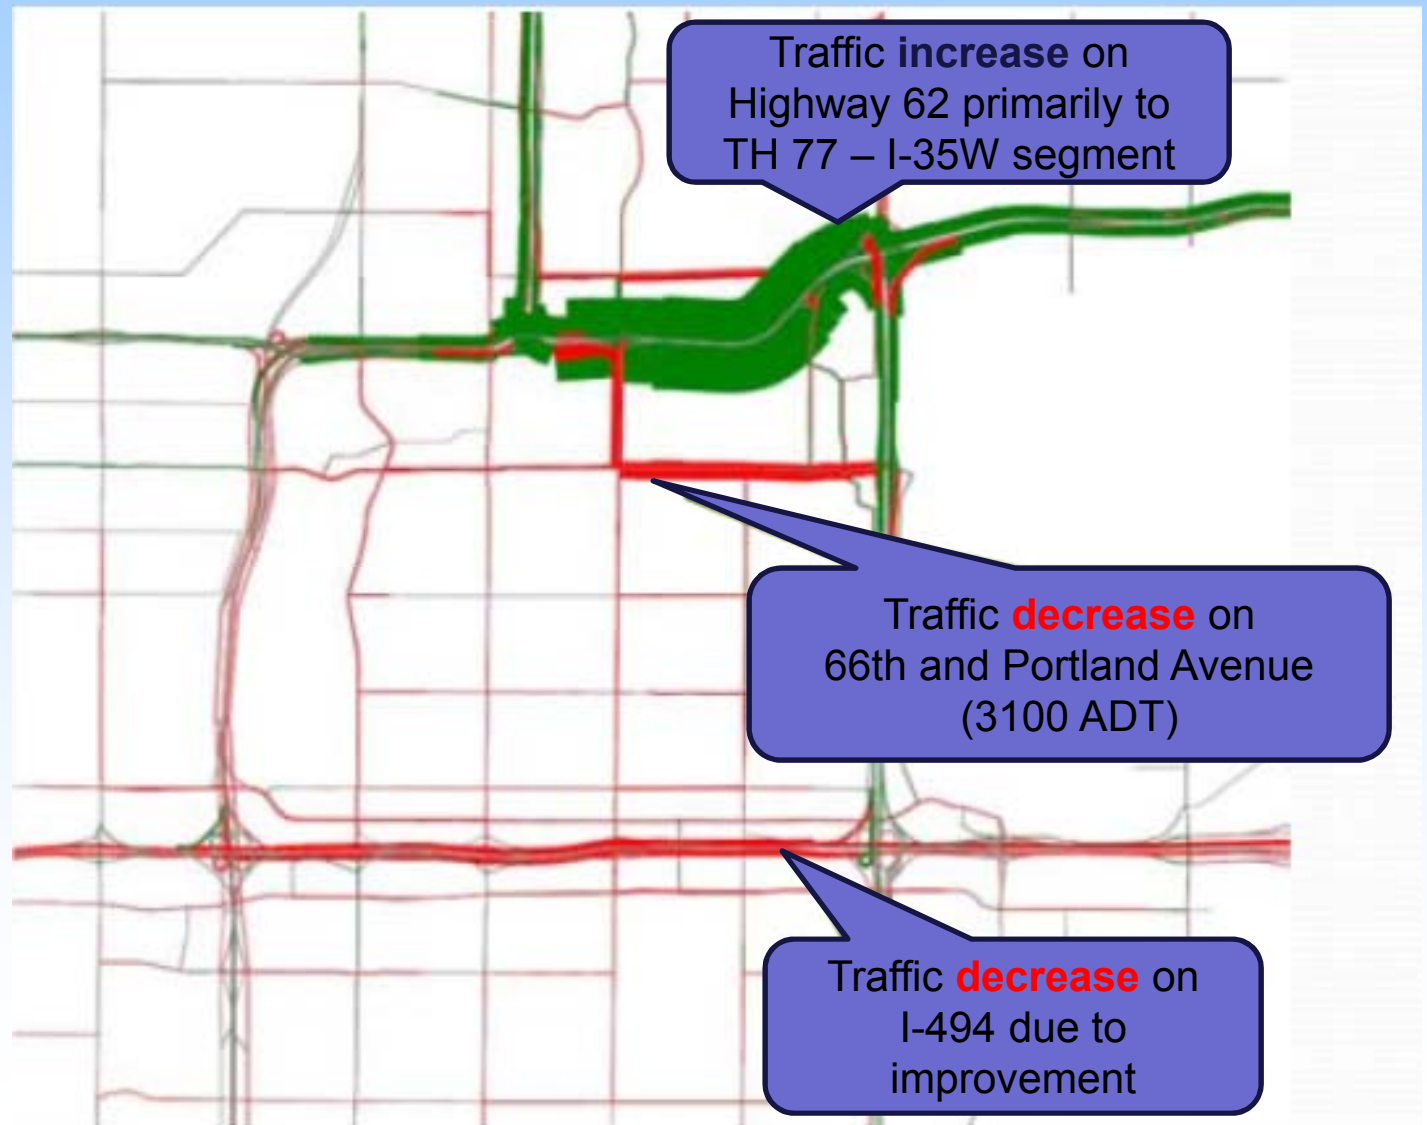 Traffic increase on
Highway 62 primarily to
TH 77 – I-35W segment
Traffic decrease on
66th and Portland Avenue
(3100 ADT)
Traffic decrease on
I-494 due to
improvement